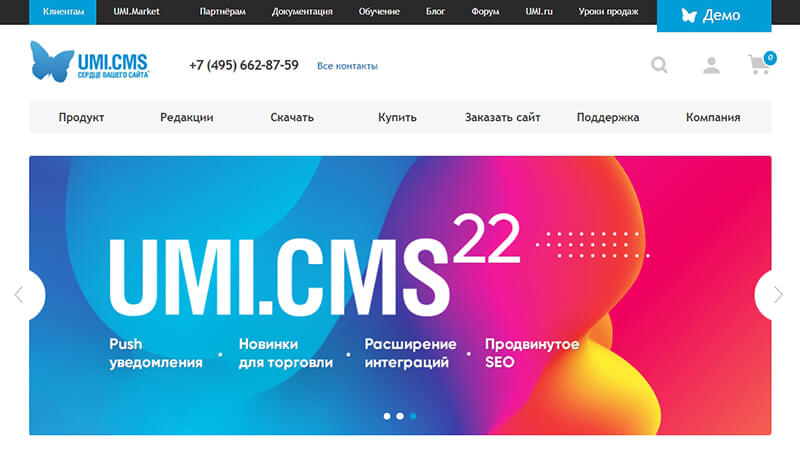 Клиентам UMI.Market Партнёрам Документация Обучение Блог Форум UMI.ru Уроки продаж Демо
UMI.CMS
СЕРДЦЕ ВАШЕГО САЙТА
+7 (495) 662-87-59 Все контакты
0
Продукт Редакции Скачать Купить Заказать сайт Поддержка Компания
UMI.CMS 22
Push
уведомления
Новинки
для торговли
Расширение
интеграций
Продвинутое
SEO